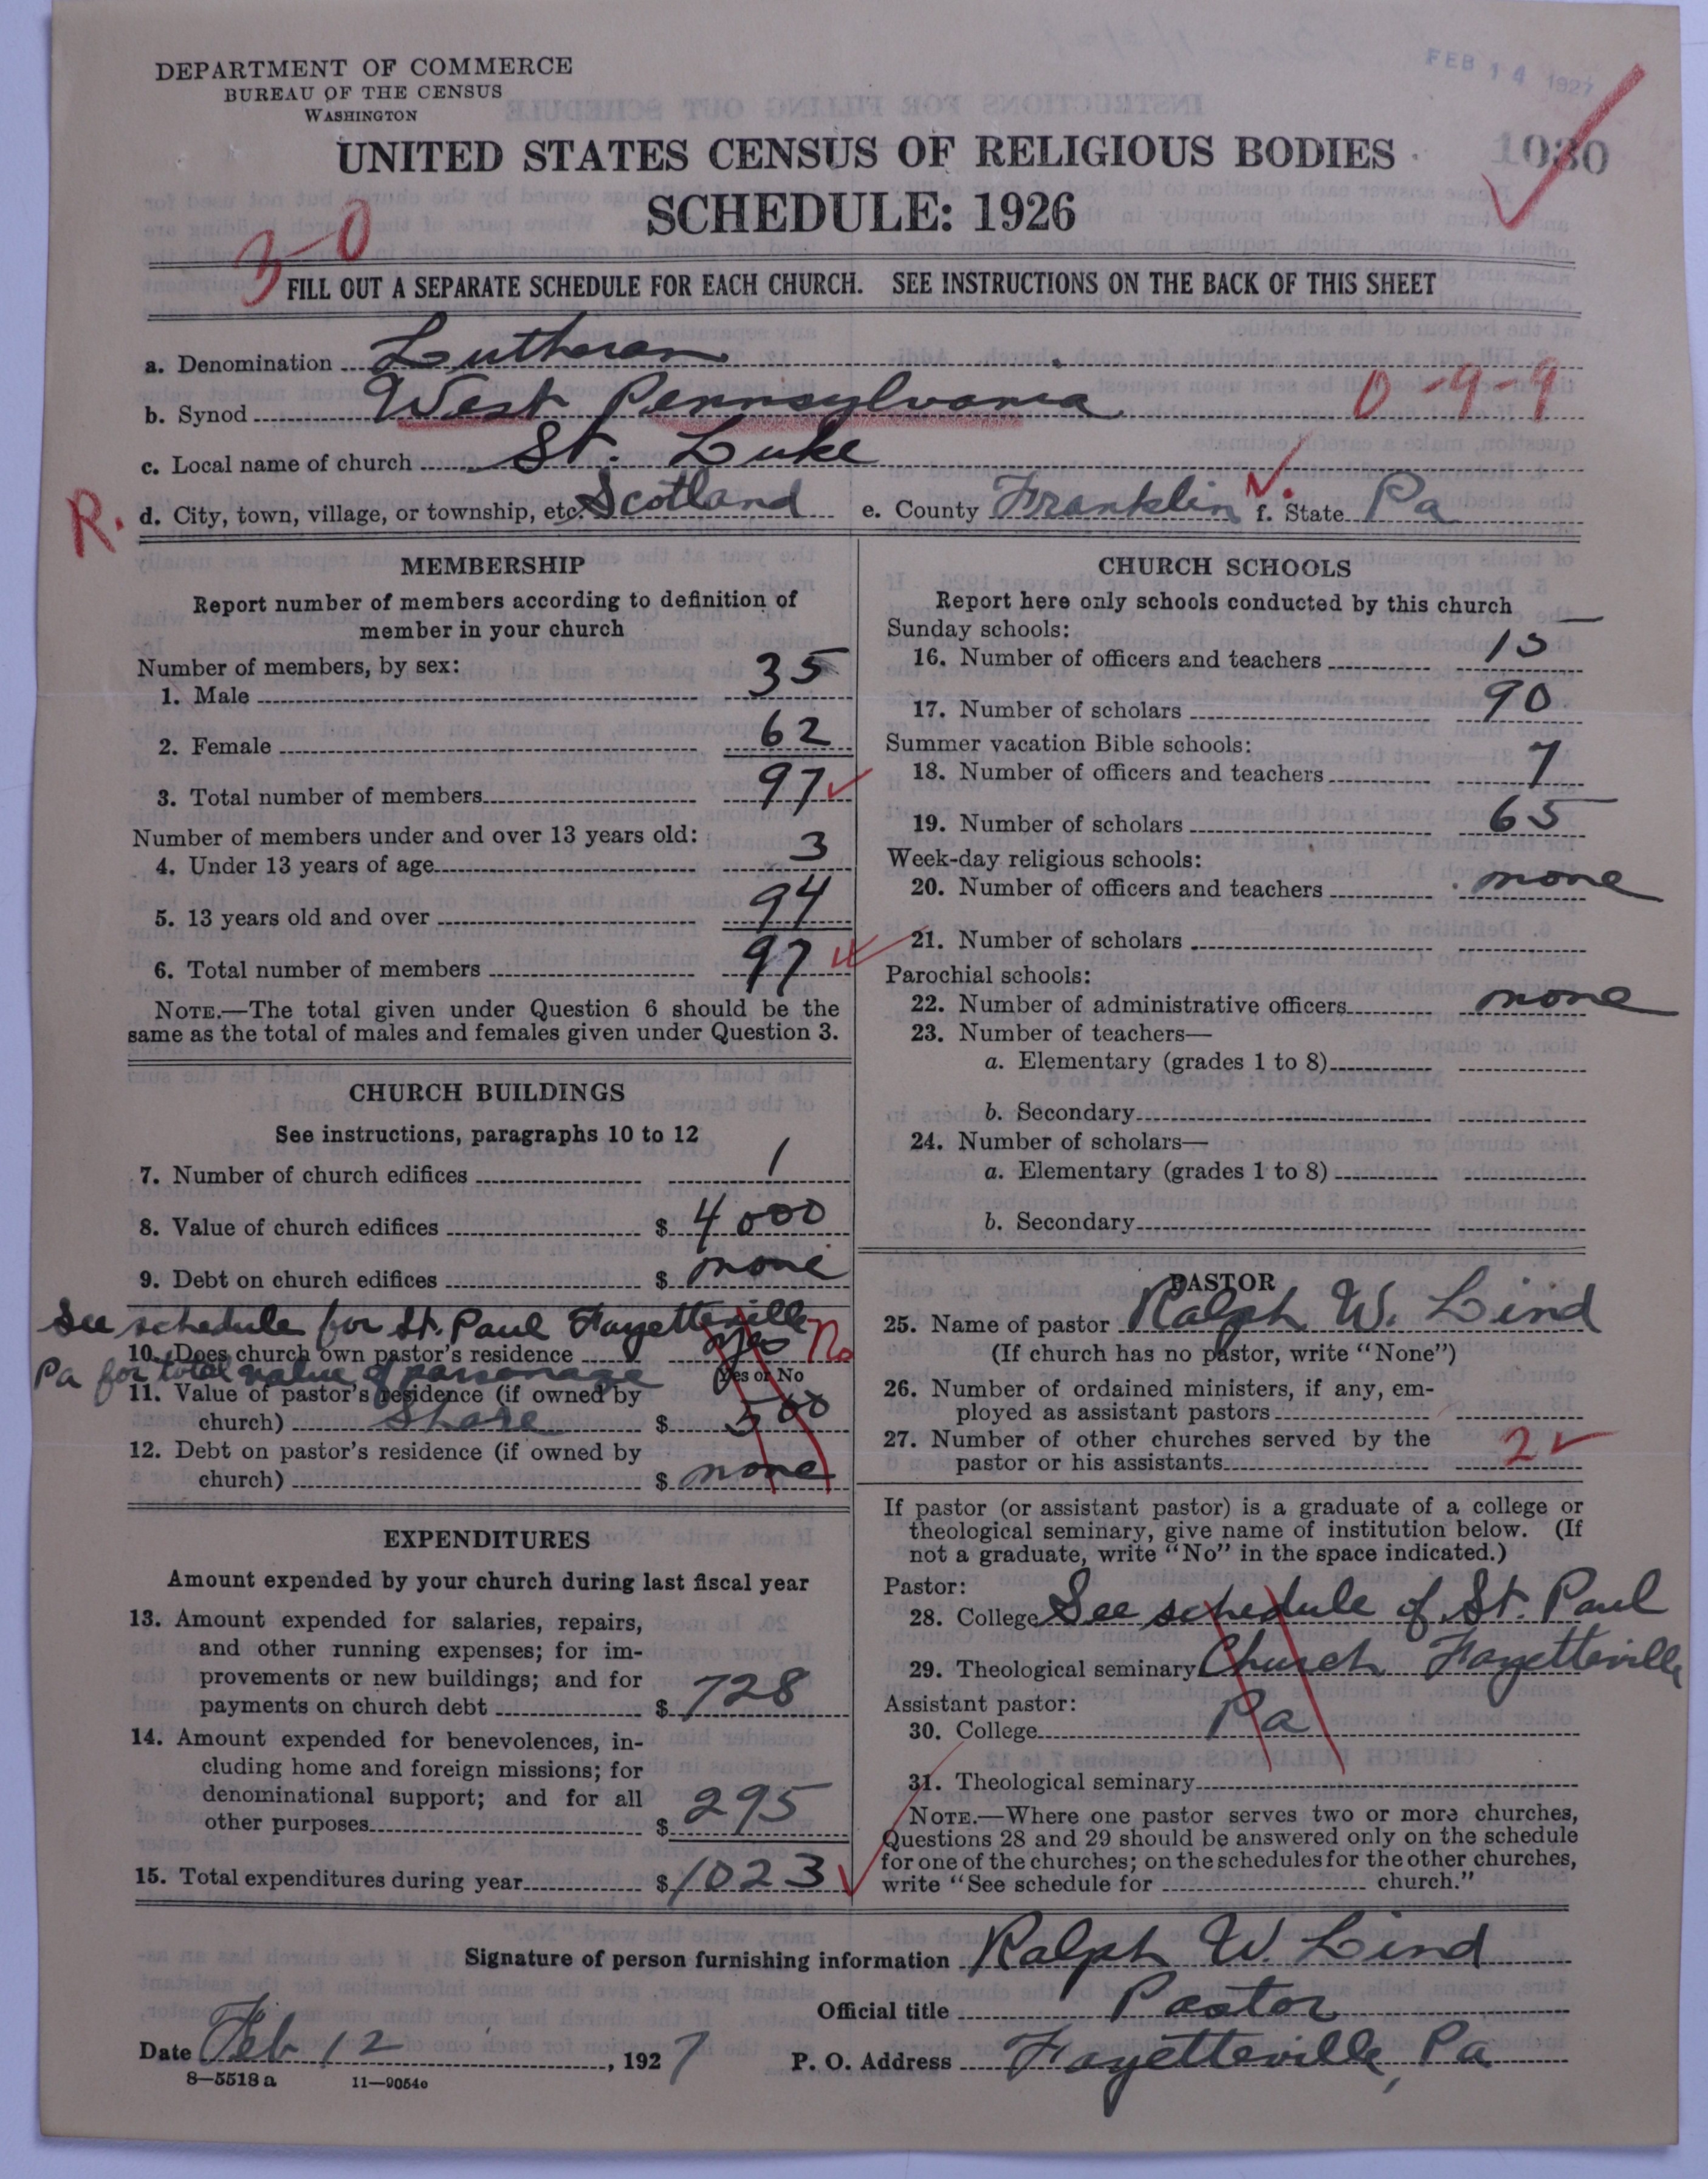 DEPARTMENT OF COMMERCE
BUREAU OF THE CENSUS
WASHINGTON
FEB 14 1927
UNITED STATES CENSUS OF RELIGIOUS BODIES
SCHEDULE: 1926
3-0
FILL OUT A SEPARATE SCHEDULE FOR EACH CHURCH. SEE INSTRUCTIONS ON THE BACK OF THIS SHEET
a. Denomination Lutheran
b. Synod West Pennsylvania 0-9-9
c. Local name of church St. Luke
R. d. City, town, village, or township, etc. Scotland e. County Franklin f. State Pa
MEMBERSHIP
Report number of members according to definition of
member in your church
Number of members, by sex:
1. Male 35
2. Female 62
3. Total number of members 97
Number of members under and over 13 years old:
4. Under 13 years of age 3
5. 13 years old and over 94
6. Total number of members 97
NOTE.—The total given under Question 6 should be the
same as the total of males and females given under Question 3.
CHURCH BUILDINGS
See instructions, paragraphs 10 to 12
7. Number of church edifices 1
8. Value of church edifices $ 4000
9. Debt on church edifices $ none
See schedule for St. Paul Fayetteville
10. Does church own pastor's residence yes No
Yes or No
Pa for total value of parsonage
11. Value of pastor's residence (if owned by
church) Share $ 500
12. Debt on pastor's residence (if owned by
church) $ none
EXPENDITURES
Amount expended by your church during last fiscal year
13. Amount expended for salaries, repairs,
and other running expenses; for im-
provements or new buildings; and for
payments on church debt $ 728
14. Amount expended for benevolences, in-
cluding home and foreign missions; for
denominational support; and for all
other purposes $ 295
15. Total expenditures during year $ 1023
CHURCH SCHOOLS
Report here only schools conducted by this church
Sunday schools:
16. Number of officers and teachers 15
17. Number of scholars 90
Summer vacation Bible schools:
18. Number of officers and teachers 7
19. Number of scholars 65
Week-day religious schools:
20. Number of officers and teachers none
21. Number of scholars
Parochial schools:
22. Number of administrative officers none
23. Number of teachers—
a. Elementary (grades 1 to 8)
b. Secondary
24. Number of scholars—
a. Elementary (grades 1 to 8)
b. Secondary
PASTOR
25. Name of pastor Ralph W. Lind
(If church has no pastor, write "None")
26. Number of ordained ministers, if any, em-
ployed as assistant pastors
27. Number of other churches served by the
pastor or his assistants 2
If pastor (or assistant pastor) is a graduate of a college or
theological seminary, give name of institution below. (If
not a graduate, write "No" in the space indicated.)
Pastor:
28. College See schedule of St. Paul
29. Theological seminary Church Fayetteville
Assistant pastor:
30. College Pa
31. Theological seminary
NOTE.—Where one pastor serves two or more churches,
Questions 28 and 29 should be answered only on the schedule
for one of the churches; on the schedules for the other churches,
write "See schedule for church."
Signature of person furnishing information Ralph W. Lind
Official title Pastor
Date Feb 12, 1927 P. O. Address Fayetteville, Pa
8—5518 a 11—9054o